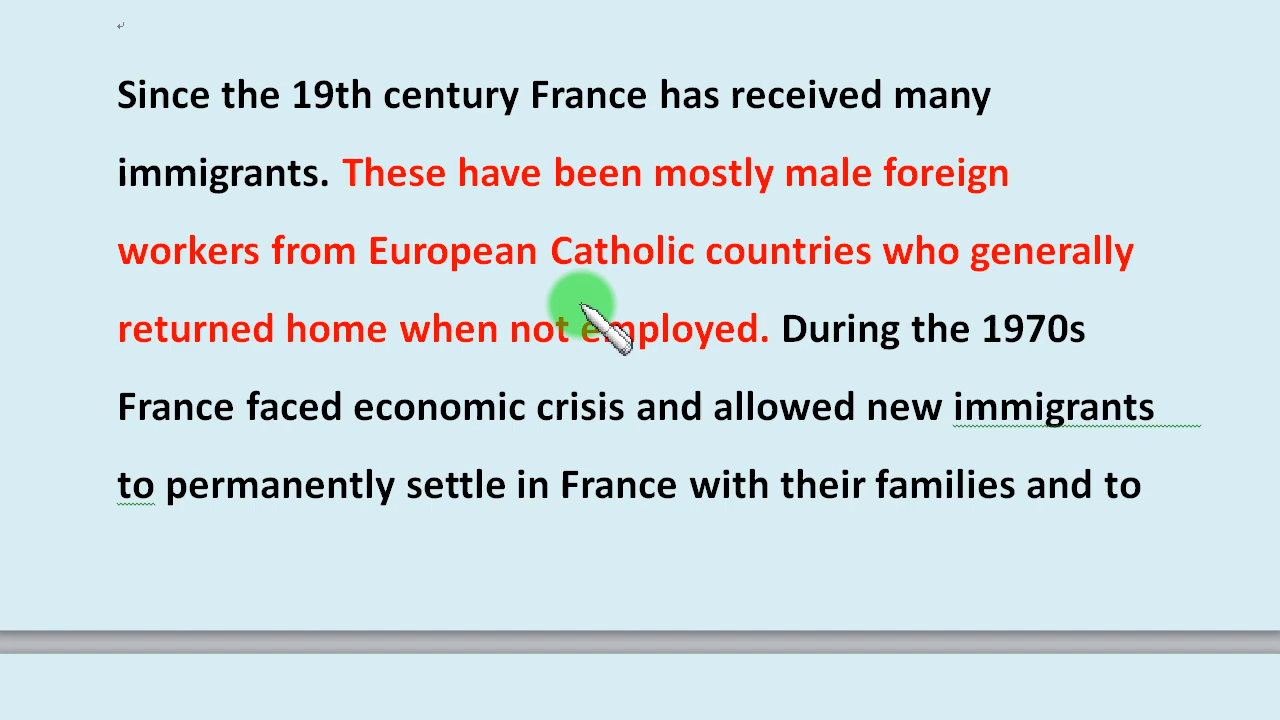 Since the 19th century France has received many
immigrants. These have been mostly male foreign
workers from European Catholic countries who generally
returned home when not employed. During the 1970s
France faced economic crisis and allowed new immigrants
to permanently settle in France with their families and to